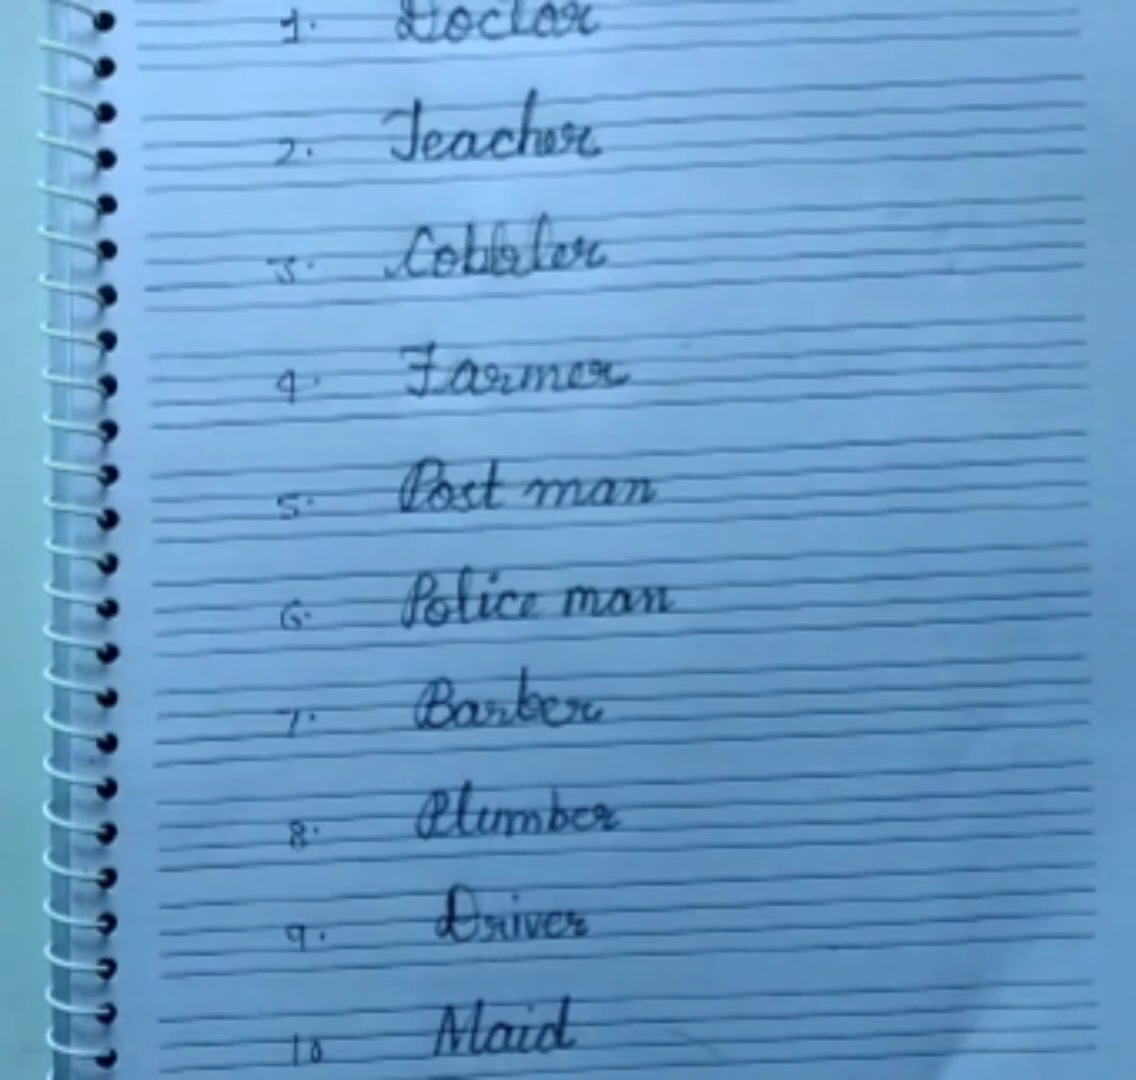 1. Doctor
2. Teacher
3. Cobbler
4. Farmer
5. Post man
6. Police man
7. Barber
8. Plumber
9. Driver
10 Maid